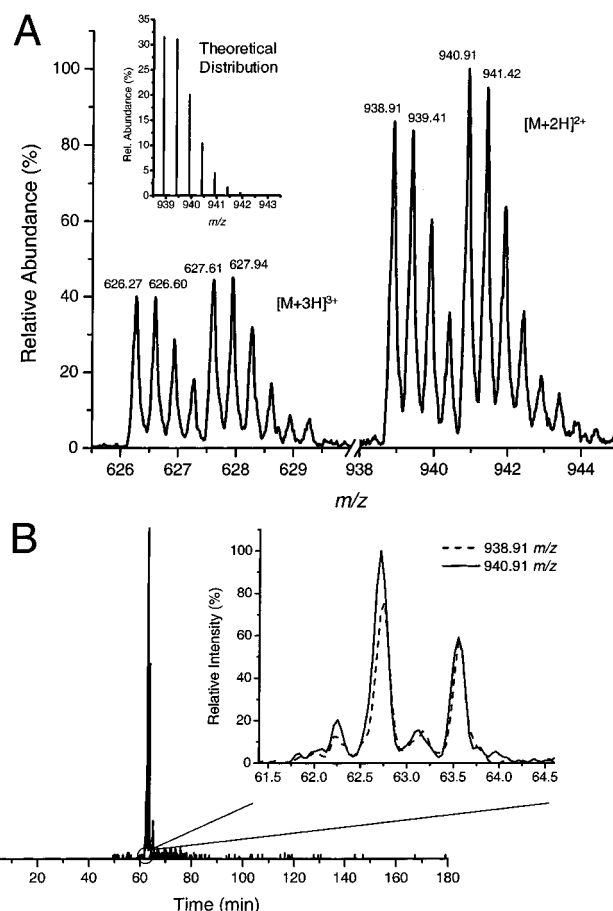 A
Relative Abundance (%)
100
80
60
40
20
0
Theoretical
Distribution
Rel. Abundance (%)
35
30
25
20
15
10
5
0
939 940 941 942 943
m/z
626.27
626.60
627.61
627.94
[M+3H]3+
938.91
939.41
940.91
941.42
[M+2H]2+
626 627 628 629 938 940 942 944
m/z
B
Relative Intensity (%)
100
80
60
40
20
0
938.91 m/z
940.91 m/z
61.5 62.0 62.5 63.0 63.5 64.0 64.5
20 40 60 80 100 120 140 160 180
Time (min)